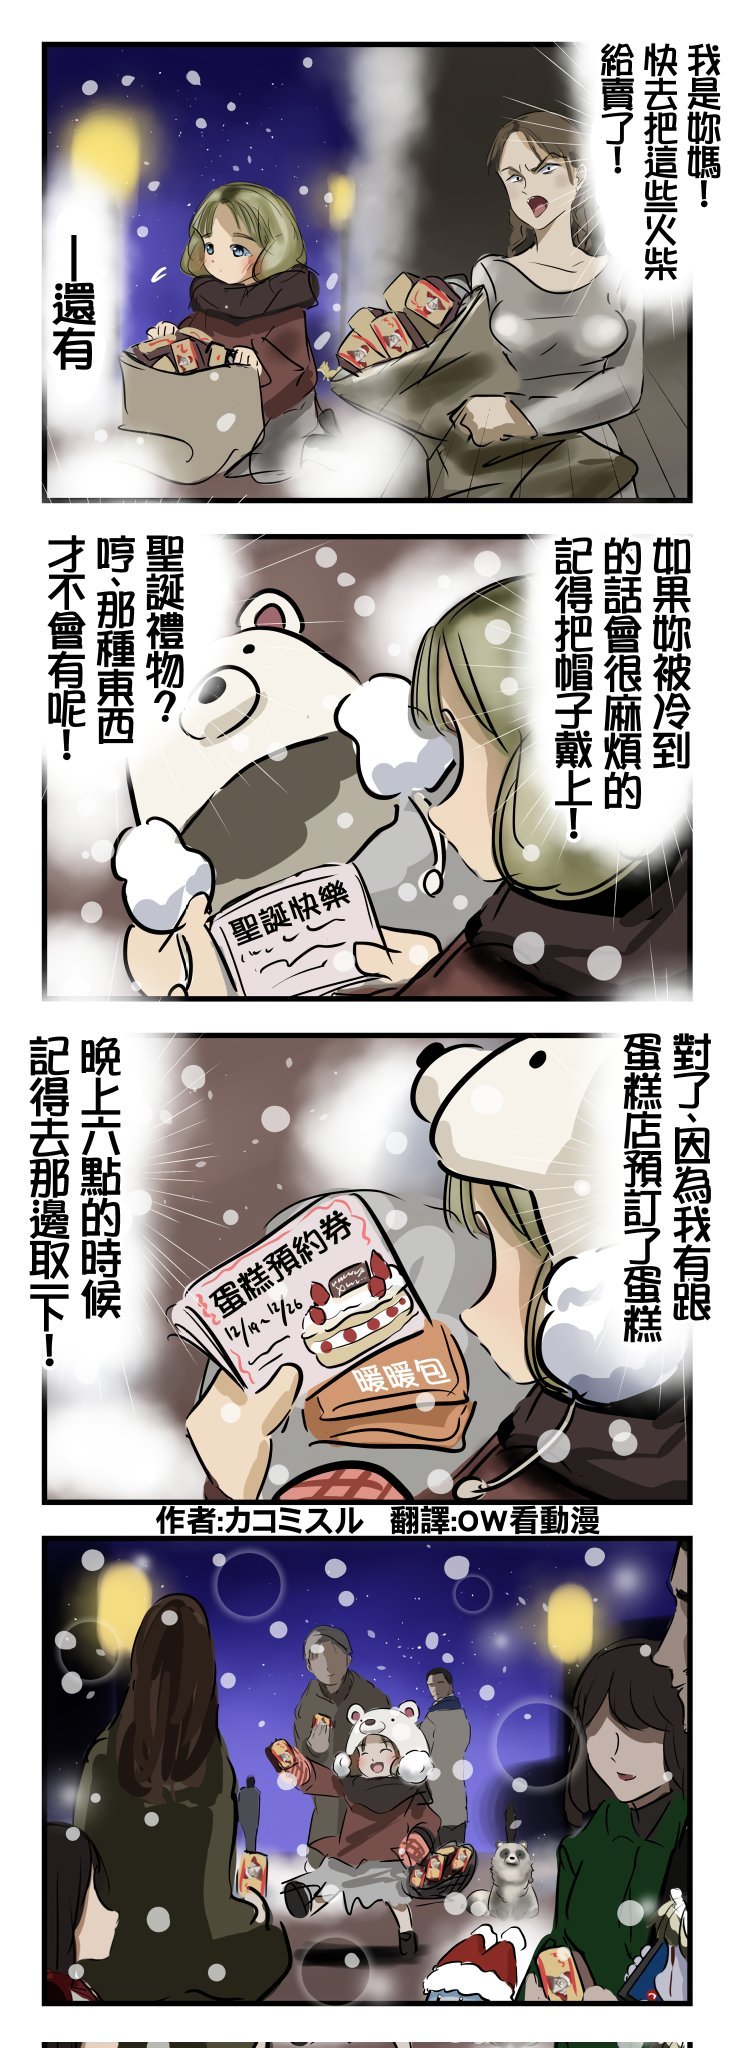 我是妳媽！
快去把這些火柴
給賣了！
—還有
如果妳被冷到
的話會很麻煩的
記得把帽子戴上！
聖誕禮物？
哼、那種東西
才不會有呢！
聖誕快樂
對了、因為我有跟
蛋糕店預訂了蛋糕
蛋糕預約券
12/19~12/26
暖暖包
晚上六點的時候
記得去那邊取一下！
作者:カコミスル 翻譯:OW看動漫